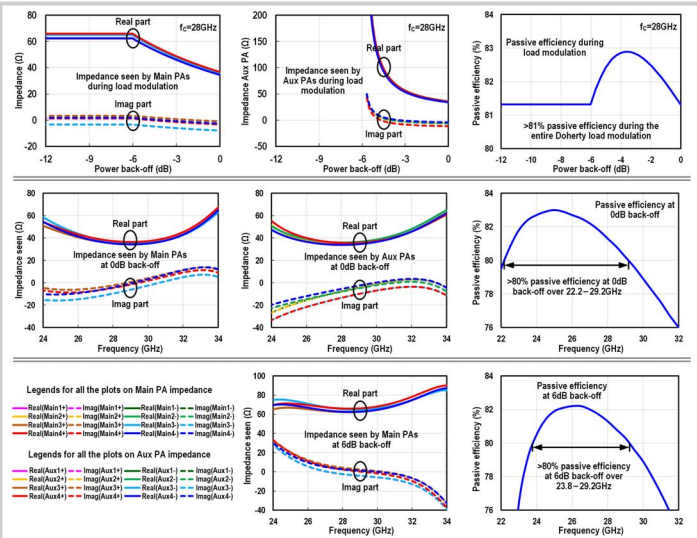 80
60
40
20
0
-20
-12
-9
-6
-3
0
Impedance seen (Ω)
Power back-off (dB)
Real part
f_C=28GHz
Impedance seen by Main PAs
during load modulation
Imag part
200
150
100
50
0
-50
-12
-9
-6
-3
0
Impedance Aux PA (Ω)
Power back-off (dB)
f_C=28GHz
Real part
Impedance seen by
Aux PAs during load
modulation
Imag part
84
83
82
81
80
-12
-10
-8
-6
-4
-2
0
Passive efficiency (%)
Power back-off (dB)
f_C=28GHz
Passive efficiency during
load modulation
>81% passive efficiency during the
entire Doherty load modulation
80
60
40
20
0
-20
-40
24
26
28
30
32
34
Impedance seen (Ω)
Frequency (GHz)
Real part
Impedance seen by Main PAs
at 0dB back-off
Imag part
80
60
40
20
0
-20
-40
24
26
28
30
32
34
Impedance seen (Ω)
Frequency (GHz)
Real part
Impedance seen by Aux PAs
at 0dB back-off
Imag part
84
82
80
78
76
22
24
26
28
30
32
Passive efficiency (%)
Frequency (GHz)
Passive efficiency at
0dB back-off
>80% passive efficiency at 0dB
back-off over 22.2–29.2GHz
Legends for all the plots on Main PA impedance
Real(Main1+) Imag(Main1+) Real(Main1-) Imag(Main1-)
Real(Main2+) Imag(Main2+) Real(Main2-) Imag(Main2-)
Real(Main3+) Imag(Main3+) Real(Main3-) Imag(Main3-)
Real(Main4+) Imag(Main4+) Real(Main4-) Imag(Main4-)
Legends for all the plots on Aux PA impedance
Real(Aux1+) Imag(Aux1+) Real(Aux1-) Imag(Aux1-)
Real(Aux2+) Imag(Aux2+) Real(Aux2-) Imag(Aux2-)
Real(Aux3+) Imag(Aux3+) Real(Aux3-) Imag(Aux3-)
Real(Aux4+) Imag(Aux4+) Real(Aux4-) Imag(Aux4-)
100
80
60
40
20
0
-20
-40
24
26
28
30
32
34
Impedance seen (Ω)
Frequency (GHz)
Real part
Impedance seen by Main PAs
at 6dB back-off
Imag part
84
82
80
78
76
22
24
26
28
30
32
Passive efficiency (%)
Frequency (GHz)
Passive efficiency
at 6dB back-off
>80% passive efficiency
at 6dB back-off over
23.8–29.2GHz